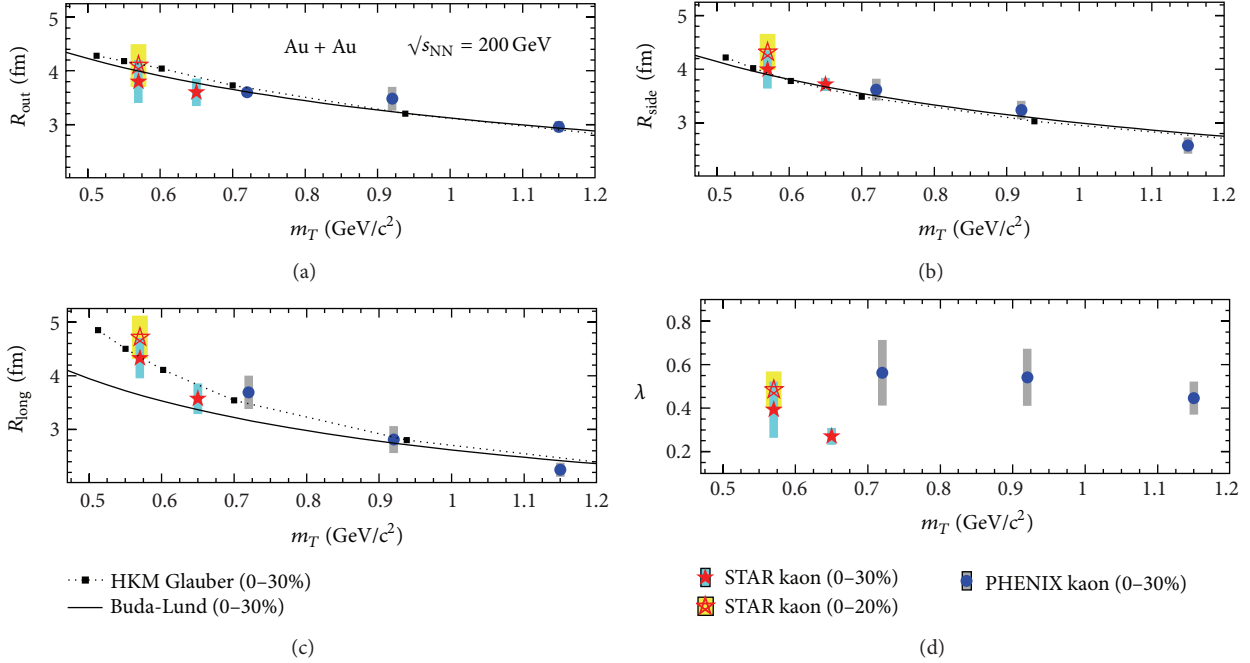 Au + Au √s_NN = 200 GeV
R_out (fm)
5
4
3
0.5 0.6 0.7 0.8 0.9 1 1.1 1.2
m_T (GeV/c²)
(a)
R_side (fm)
5
4
3
0.5 0.6 0.7 0.8 0.9 1 1.1 1.2
m_T (GeV/c²)
(b)
R_long (fm)
5
4
3
0.5 0.6 0.7 0.8 0.9 1 1.1 1.2
m_T (GeV/c²)
HKM Glauber (0–30%)
Buda-Lund (0–30%)
(c)
λ
0.8
0.6
0.4
0.2
0.5 0.6 0.7 0.8 0.9 1 1.1 1.2
m_T (GeV/c²)
STAR kaon (0–30%)
STAR kaon (0–20%)
PHENIX kaon (0–30%)
(d)